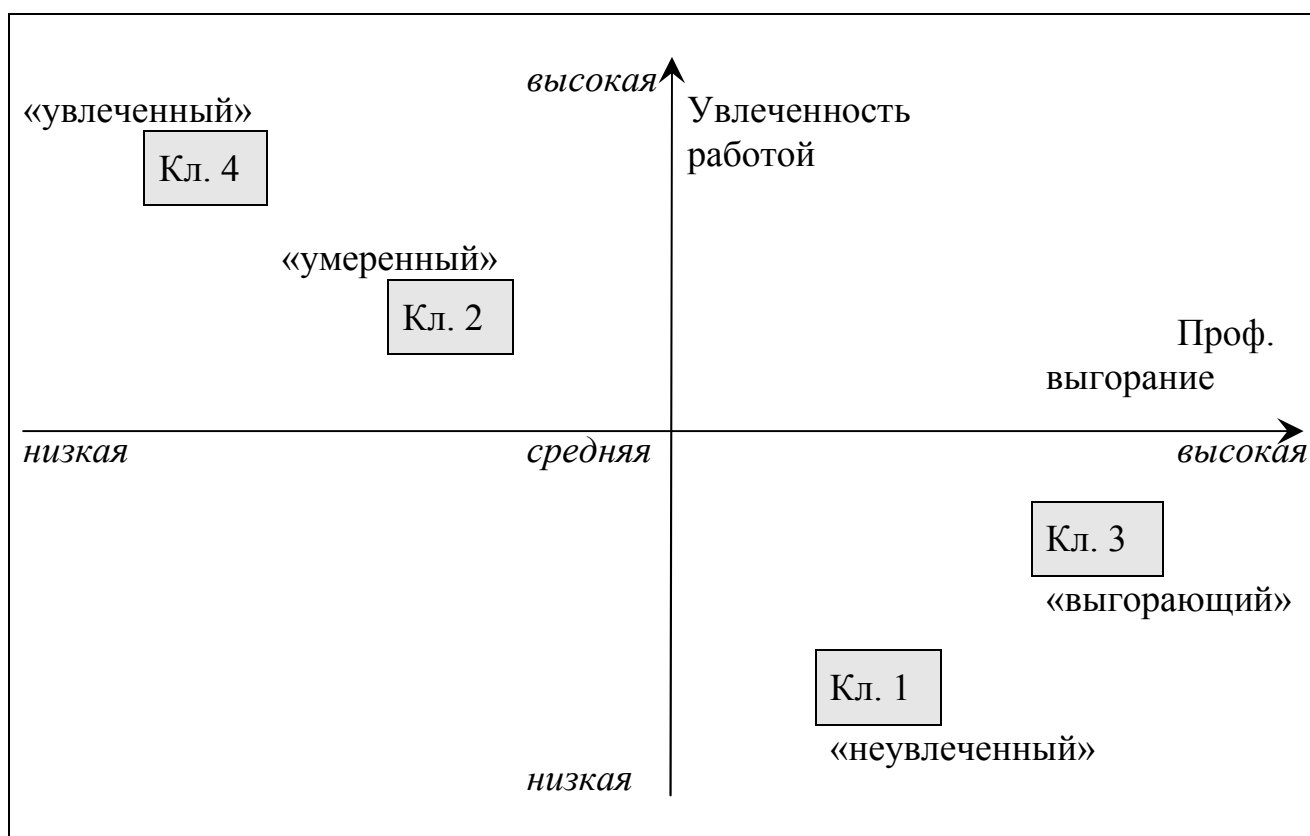 высокая
«увлеченный»
Увлеченность
работой
Кл. 4
«умеренный»
Кл. 2
Проф.
выгорание
низкая
средняя
высокая
Кл. 3
«выгорающий»
Кл. 1
«неувлеченный»
низкая